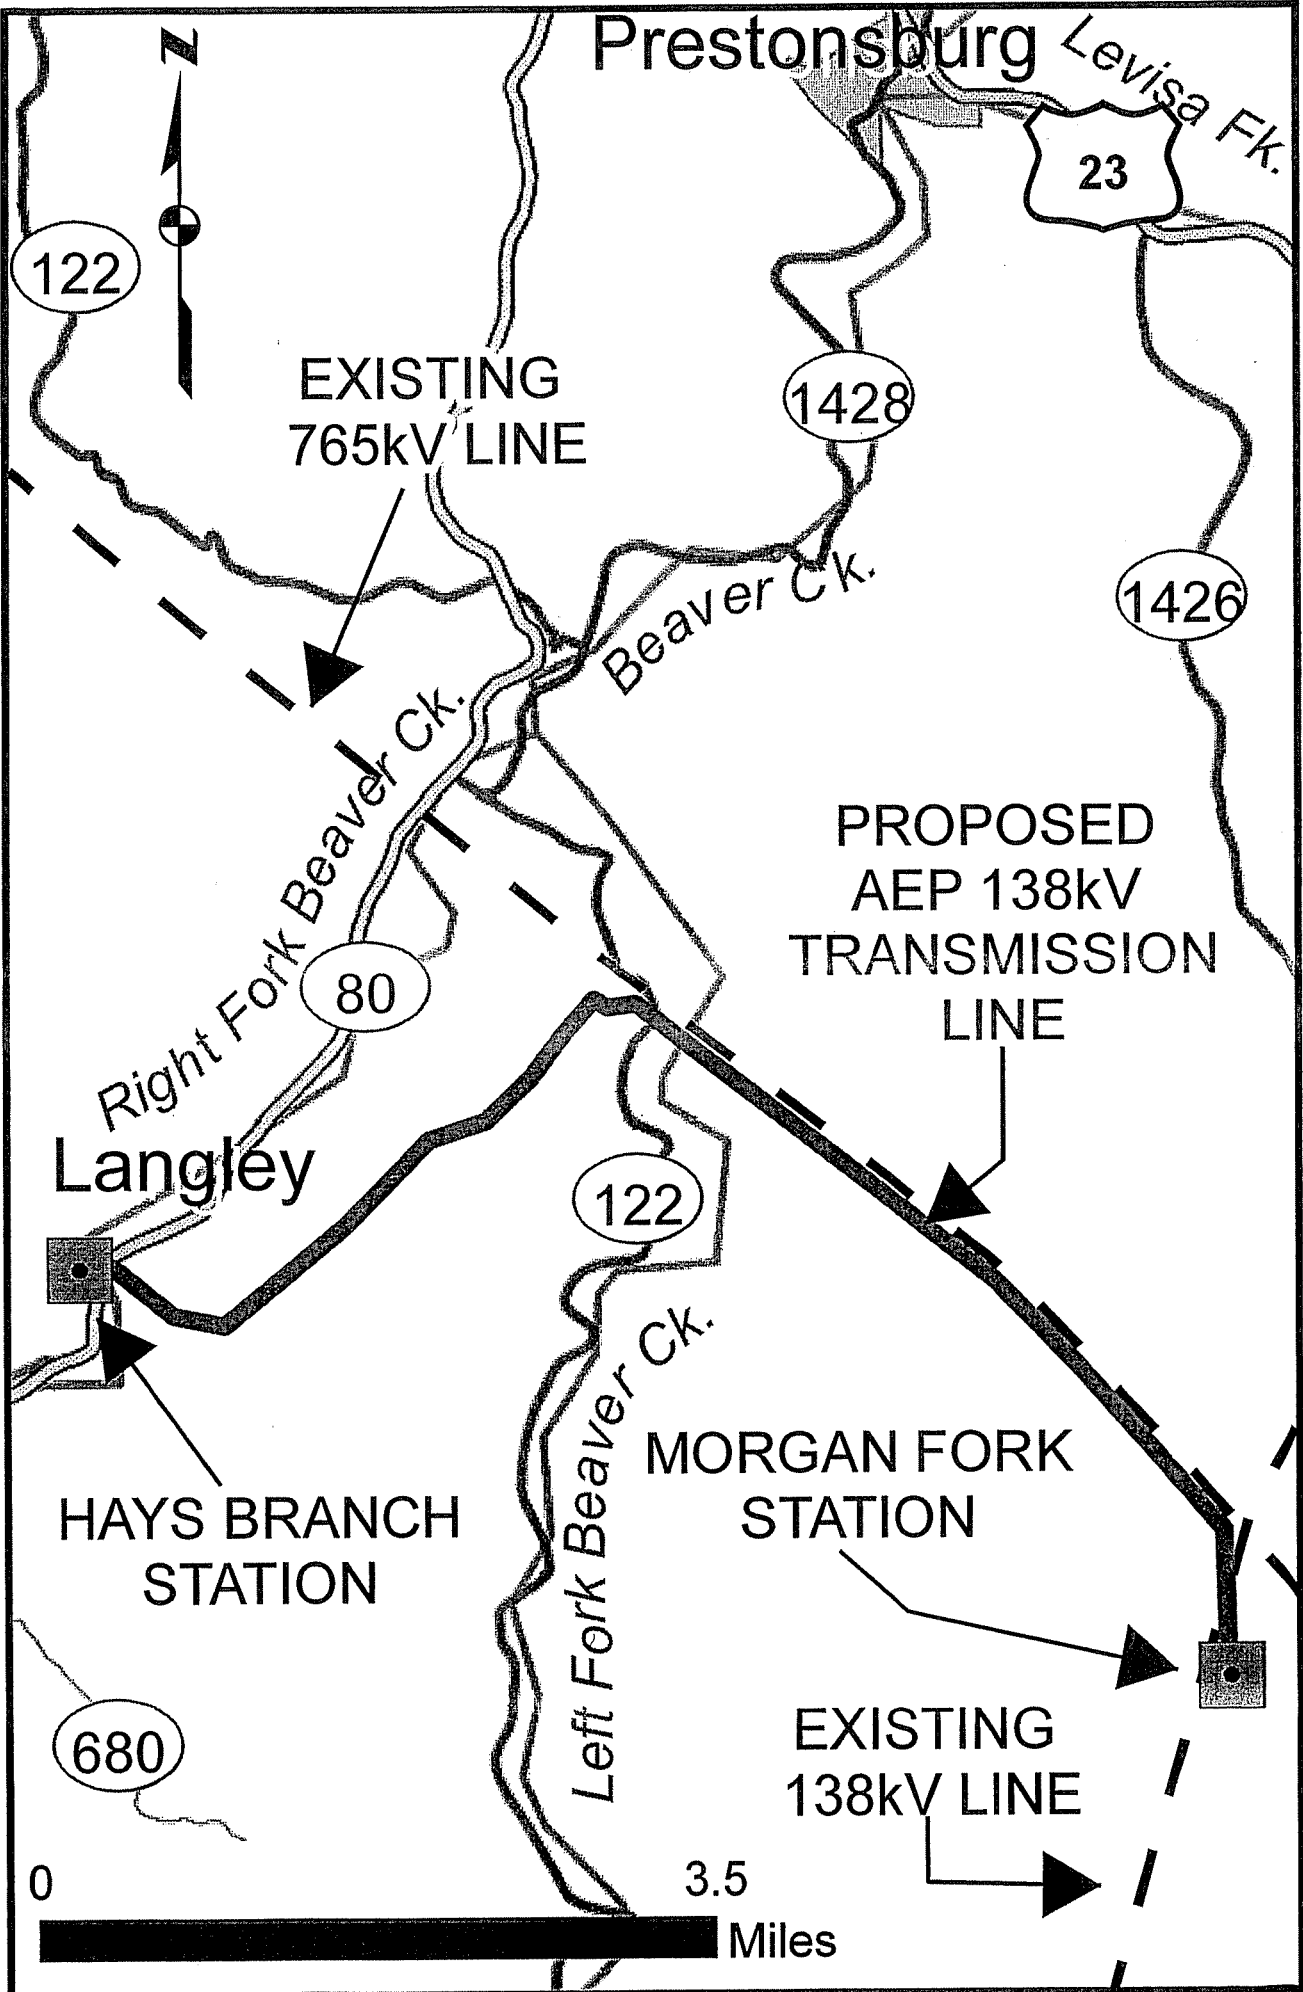 N
Prestonsburg
Levisa Fk.
23
122
EXISTING
765kV LINE
1428
Beaver Ck.
1426
Right Fork Beaver Ck.
PROPOSED
AEP 138kV
TRANSMISSION
LINE
80
Langley
122
Left Fork Beaver Ck.
MORGAN FORK
STATION
HAYS BRANCH
STATION
680
EXISTING
138kV LINE
0
3.5
Miles